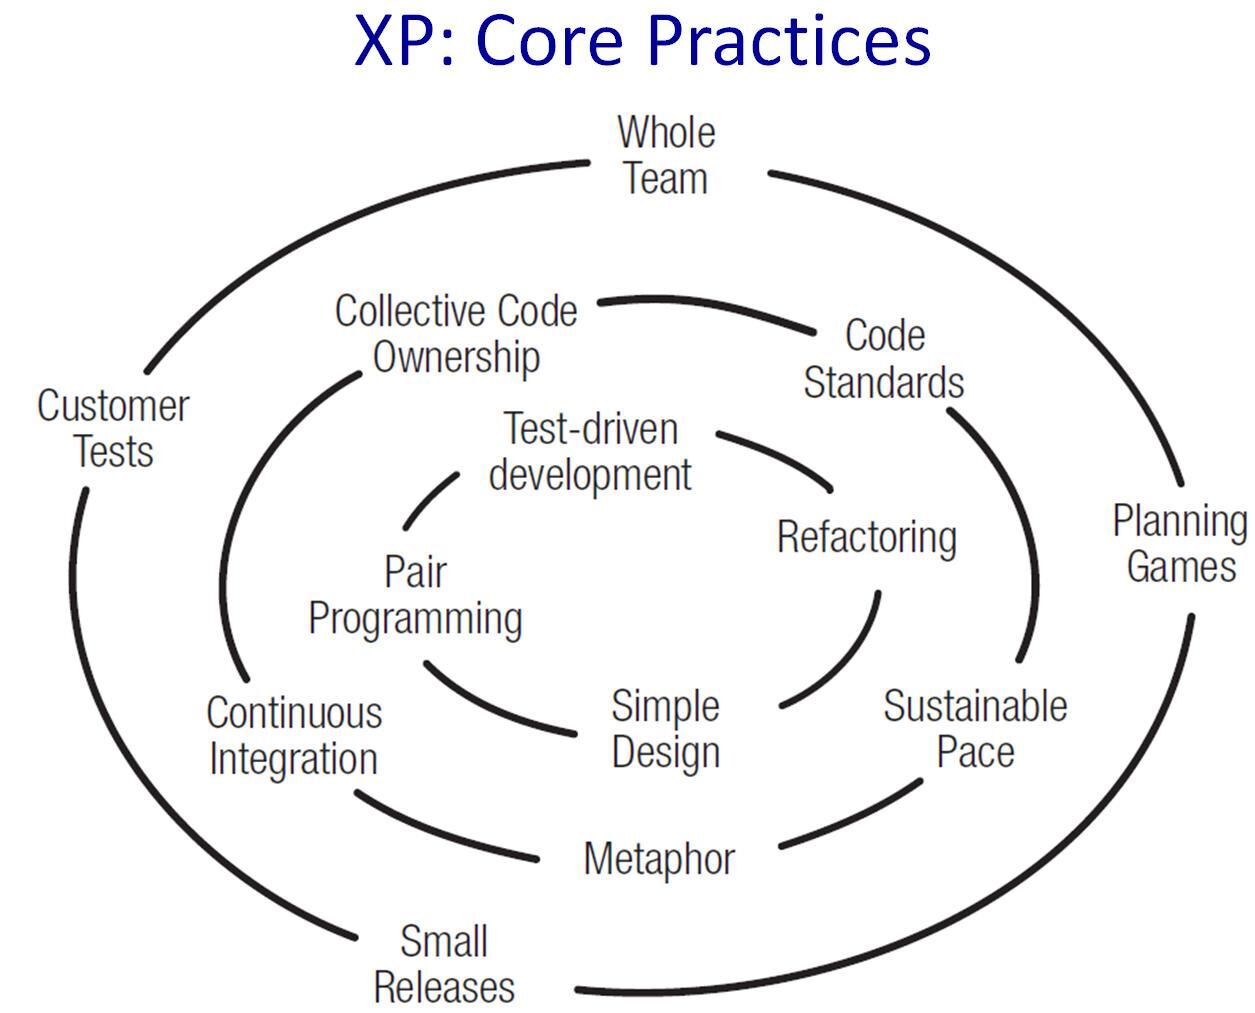 XP: Core Practices
Whole
Team
Collective Code
Ownership
Code
Standards
Customer
Tests
Test-driven
development
Planning
Games
Refactoring
Pair
Programming
Continuous
Integration
Simple
Design
Sustainable
Pace
Metaphor
Small
Releases